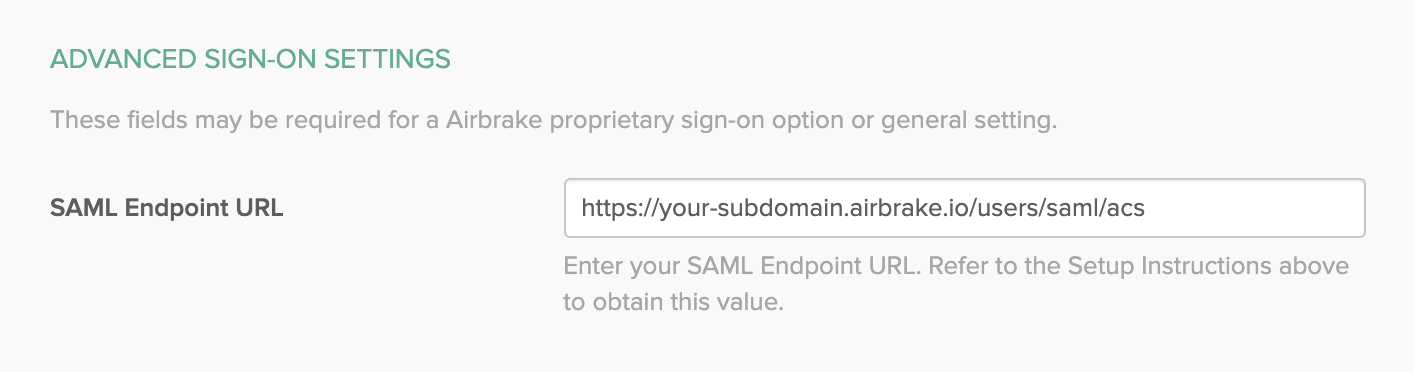 ADVANCED SIGN-ON SETTINGS
These fields may be required for a Airbrake proprietary sign-on option or general setting.
SAML Endpoint URL
https://your-subdomain.airbrake.io/users/saml/acs
Enter your SAML Endpoint URL. Refer to the Setup Instructions above
to obtain this value.